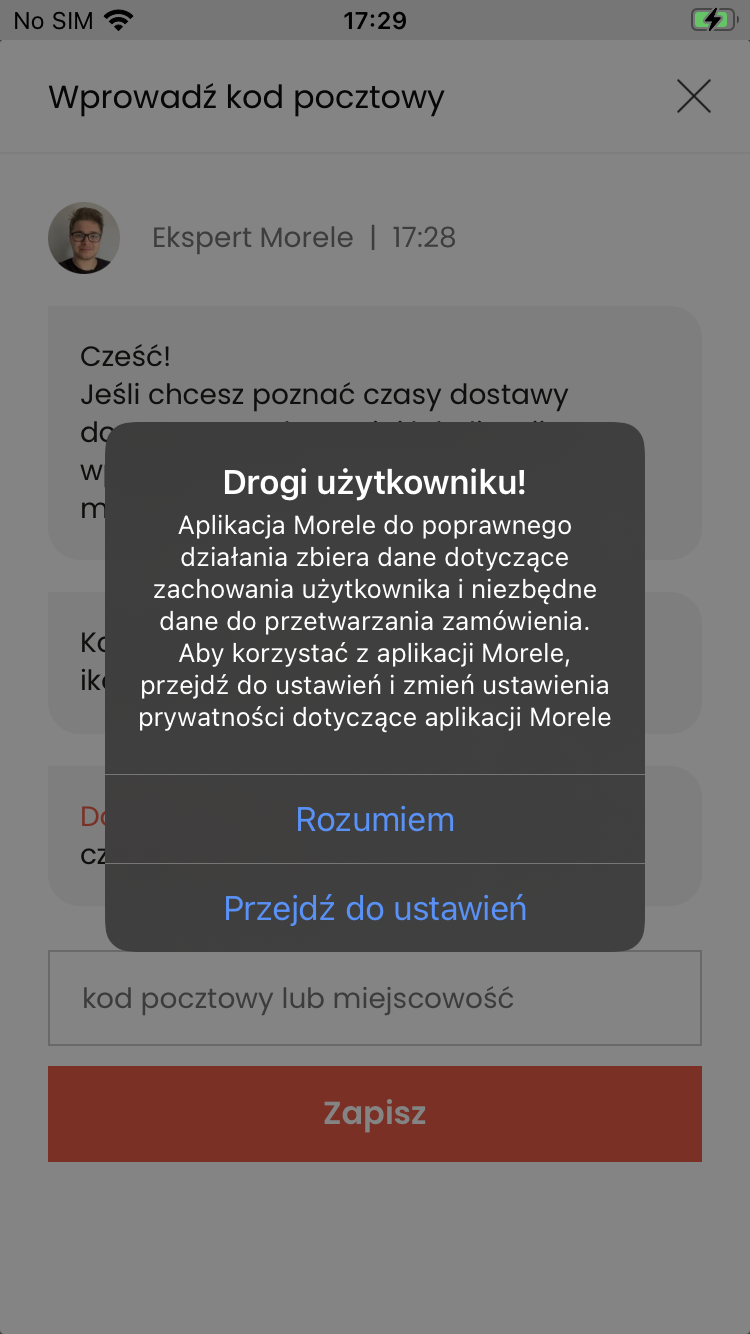 No SIM 17:29
Wprowadź kod pocztowy
Ekspert Morele | 17:28
Cześć!
Jeśli chcesz poznać czasy dostawy
Drogi użytkowniku!
Aplikacja Morele do poprawnego
działania zbiera dane dotyczące
zachowania użytkownika i niezbędne
dane do przetwarzania zamówienia.
Aby korzystać z aplikacji Morele,
przejdź do ustawień i zmień ustawienia
prywatności dotyczące aplikacji Morele
Rozumiem
Przejdź do ustawień
kod pocztowy lub miejscowość
Zapisz